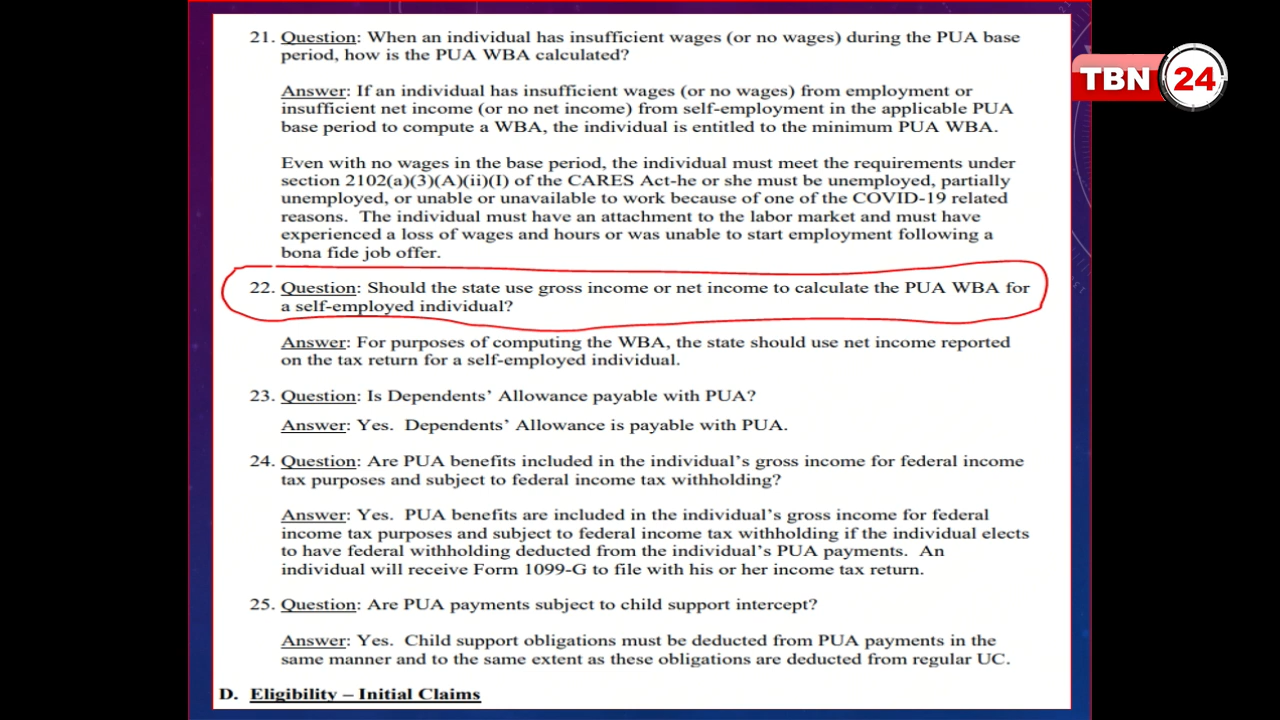 21. Question: When an individual has insufficient wages (or no wages) during the PUA base
period, how is the PUA WBA calculated?
Answer: If an individual has insufficient wages (or no wages) from employment or
insufficient net income (or no net income) from self-employment in the applicable PUA
base period to compute a WBA, the individual is entitled to the minimum PUA WBA.
Even with no wages in the base period, the individual must meet the requirements under
section 2102(a)(3)(A)(ii)(I) of the CARES Act-he or she must be unemployed, partially
unemployed, or unable or unavailable to work because of one of the COVID-19 related
reasons. The individual must have an attachment to the labor market and must have
experienced a loss of wages and hours or was unable to start employment following a
bona fide job offer.
22. Question: Should the state use gross income or net income to calculate the PUA WBA for
a self-employed individual?
Answer: For purposes of computing the WBA, the state should use net income reported
on the tax return for a self-employed individual.
23. Question: Is Dependents’ Allowance payable with PUA?
Answer: Yes. Dependents’ Allowance is payable with PUA.
24. Question: Are PUA benefits included in the individual’s gross income for federal income
tax purposes and subject to federal income tax withholding?
Answer: Yes. PUA benefits are included in the individual’s gross income for federal
income tax purposes and subject to federal income tax withholding if the individual elects
to have federal withholding deducted from the individual’s PUA payments. An
individual will receive Form 1099-G to file with his or her income tax return.
25. Question: Are PUA payments subject to child support intercept?
Answer: Yes. Child support obligations must be deducted from PUA payments in the
same manner and to the same extent as these obligations are deducted from regular UC.
D. Eligibility – Initial Claims
TBN 24